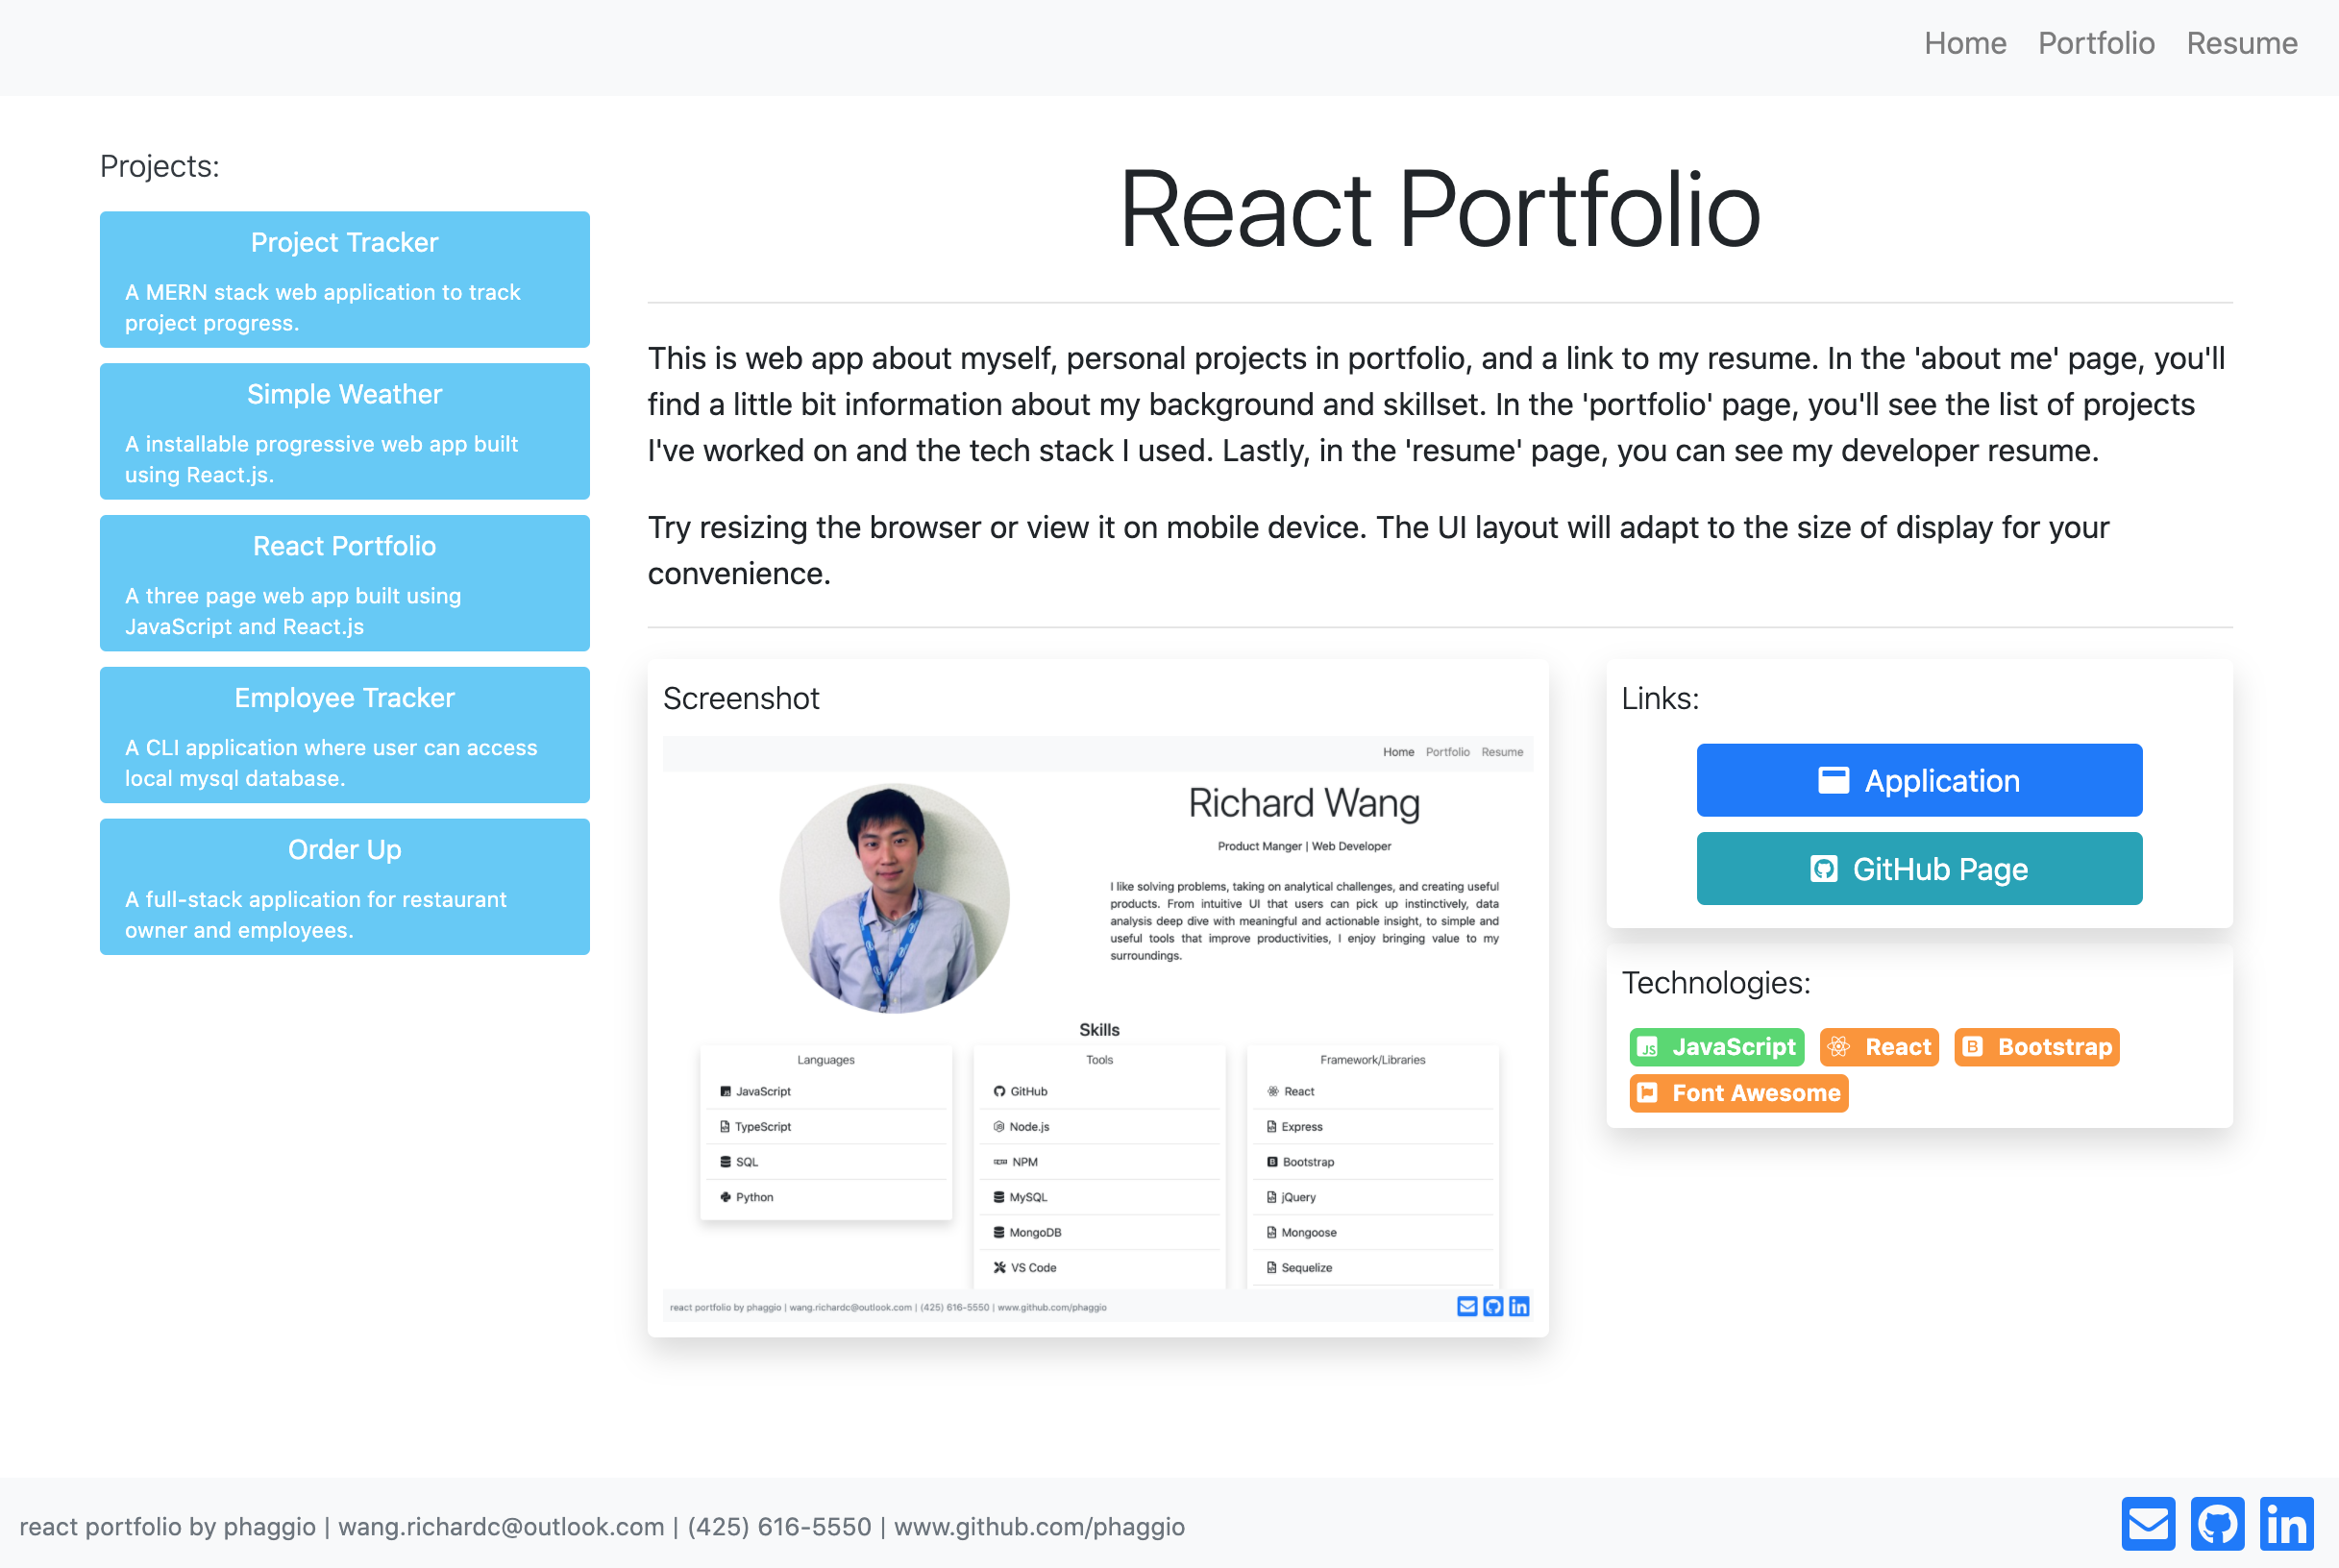 Home Portfolio Resume
Projects:
Project Tracker
A MERN stack web application to track
project progress.
Simple Weather
A installable progressive web app built
using React.js.
React Portfolio
A three page web app built using
JavaScript and React.js
Employee Tracker
A CLI application where user can access
local mysql database.
Order Up
A full-stack application for restaurant
owner and employees.
React Portfolio
This is web app about myself, personal projects in portfolio, and a link to my resume. In the 'about me' page, you'll
find a little bit information about my background and skillset. In the 'portfolio' page, you'll see the list of projects
I've worked on and the tech stack I used. Lastly, in the 'resume' page, you can see my developer resume.
Try resizing the browser or view it on mobile device. The UI layout will adapt to the size of display for your
convenience.
Screenshot
Home Portfolio Resume
Richard Wang
Product Manger | Web Developer
I like solving problems, taking on analytical challenges, and creating useful
products. From intuitive UI that users can pick up instinctively, data
analysis deep dive with meaningful and actionable insight, to simple and
useful tools that improve productivities, I enjoy bringing value to my
surroundings.
Skills
Languages
JavaScript
TypeScript
SQL
Python
Tools
GitHub
Node.js
NPM
MySQL
MongoDB
VS Code
Framework/Libraries
React
Express
Bootstrap
jQuery
Mongoose
Sequelize
react portfolio by phaggio | wang.richardc@outlook.com | (425) 616-5550 | www.github.com/phaggio
Links:
Application
GitHub Page
Technologies:
JavaScript React Bootstrap
Font Awesome
react portfolio by phaggio | wang.richardc@outlook.com | (425) 616-5550 | www.github.com/phaggio